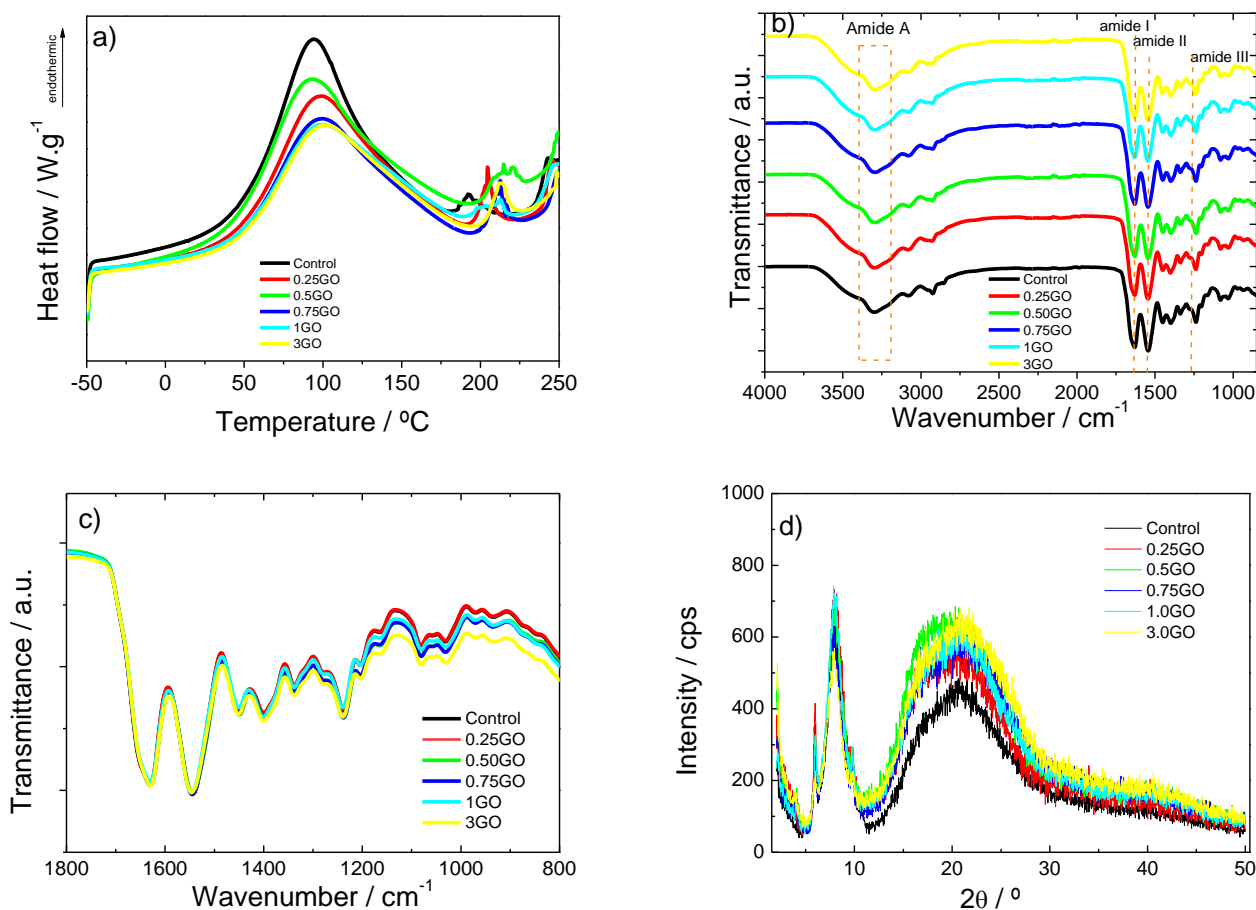 a)
endothermic
Heat flow / W.g-1
Control
0.25GO
0.5GO
0.75GO
1GO
3GO
-50 0 50 100 150 200 250
Temperature / ºC
b)
Amide A
amide I
amide II
amide III
Transmittance / a.u.
Control
0.25GO
0.50GO
0.75GO
1GO
3GO
4000 3500 3000 2500 2000 1500 1000
Wavenumber / cm-1
c)
Transmittance / a.u.
Control
0.25GO
0.50GO
0.75GO
1GO
3GO
1800 1600 1400 1200 1000 800
Wavenumber / cm-1
d)
Intensity / cps
1000
800
600
400
200
0
Control
0.25GO
0.5GO
0.75GO
1.0GO
3.0GO
10 20 30 40 50
2θ / º